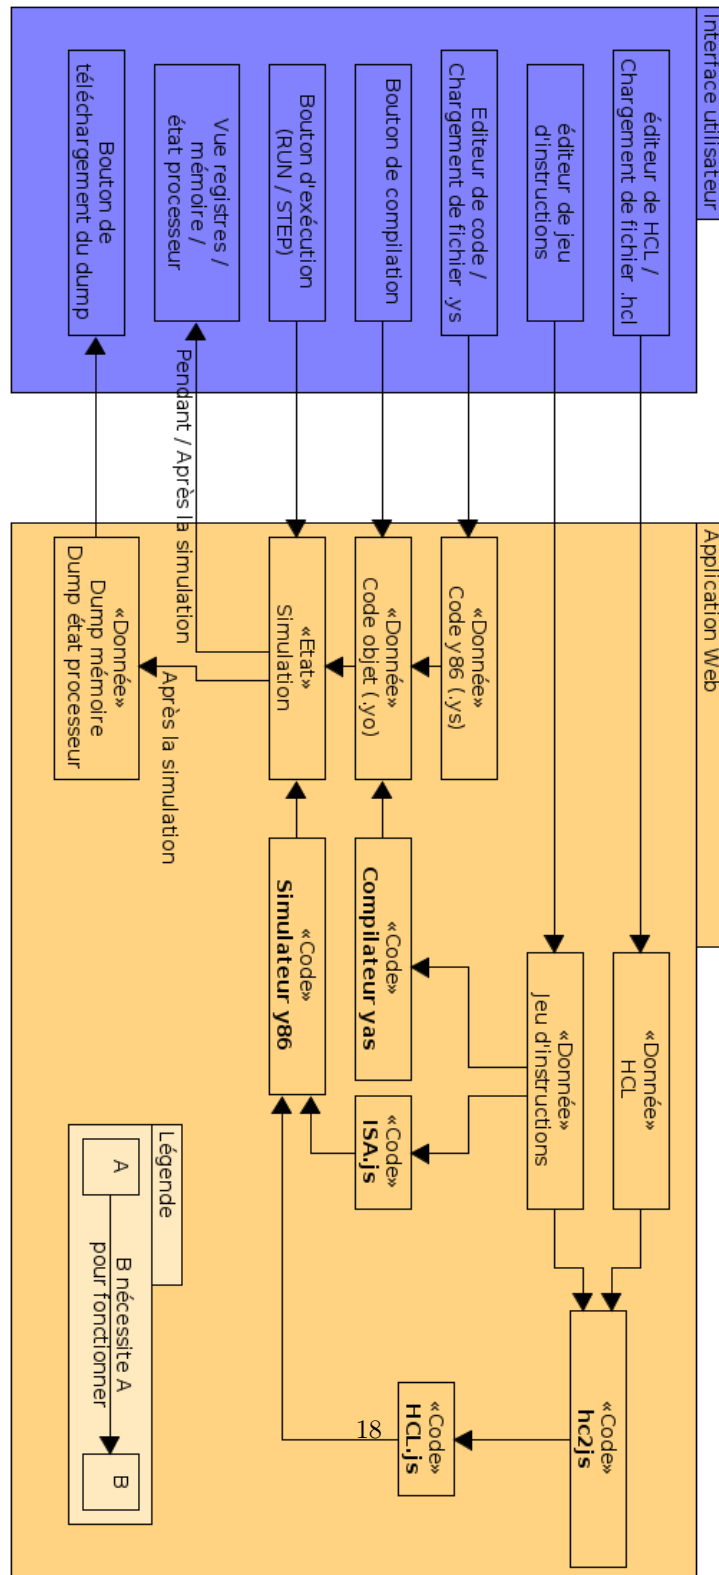 Interface utilisateur
éditeur de HCL /
Chargement de fichier .hcl
éditeur de jeu
d'instructions
Editeur de code /
Chargement de fichier .ys
Bouton de compilation
Bouton d'exécution
(RUN / STEP)
Vue registres /
mémoire /
état processeur
Bouton de
téléchargement du dump
Pendant / Après la simulation
Application Web
«Donnée»
HCL
«Donnée»
Jeu d'instructions
«Code»
hc2js
«Donnée»
Code y86 (.ys)
«Donnée»
Code objet (.yo)
«Code»
Compilateur yas
«Code»
ISA.js
«Code»
HCL.js
«Etat»
Simulation
«Code»
Simulateur y86
Après la simulation
«Donnée»
Dump mémoire
Dump état processeur
Légende
A
B nécessite A
pour fonctionner
B
18